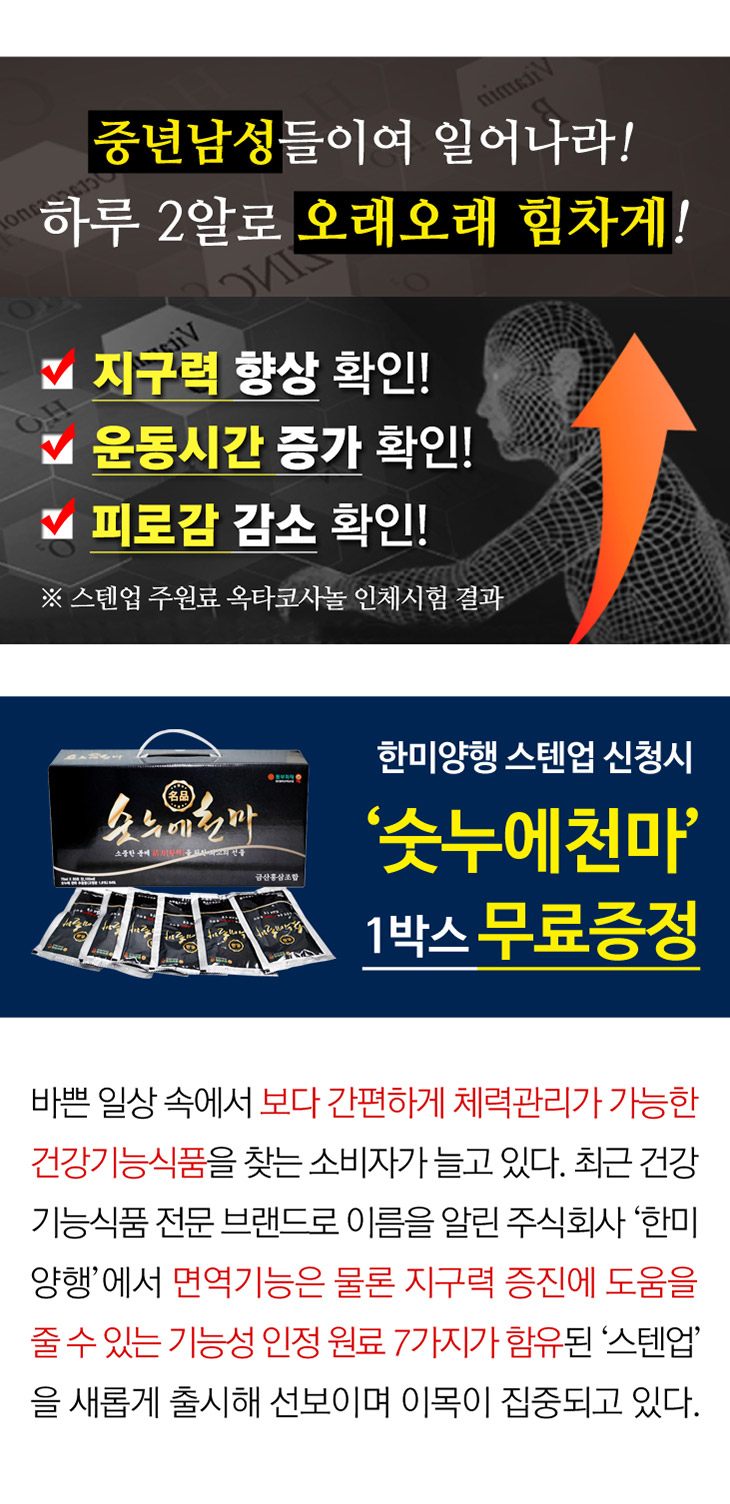 중년남성들이여 일어나라!
하루 2알로 오래오래 힘차게!
Vitamin
B
ZINC
지구력 향상 확인!
운동시간 증가 확인!
피로감 감소 확인!
※ 스텐업 주원료 옥타코사놀 인체시험 결과
한미양행 스텐업 신청시
‘숫누에천마’
1박스 무료증정
名品
숫누에천마
금산홍삼조합
바쁜 일상 속에서 보다 간편하게 체력관리가 가능한
건강기능식품을 찾는 소비자가 늘고 있다. 최근 건강
기능식품 전문 브랜드로 이름을 알린 주식회사 ‘한미
양행’에서 면역기능은 물론 지구력 증진에 도움을
줄 수 있는 기능성 인정 원료 7가지가 함유된 ‘스텐업’
을 새롭게 출시해 선보이며 이목이 집중되고 있다.